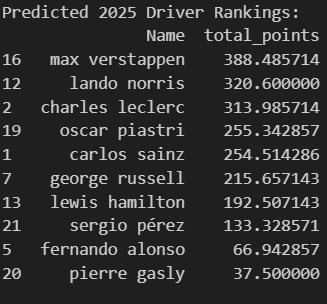 Predicted 2025 Driver Rankings:
Name total_points
16 max verstappen 388.485714
12 lando norris 320.600000
2 charles leclerc 313.985714
19 oscar piastri 255.342857
1 carlos sainz 254.514286
7 george russell 215.657143
13 lewis hamilton 192.507143
21 sergio pérez 133.328571
5 fernando alonso 66.942857
20 pierre gasly 37.500000